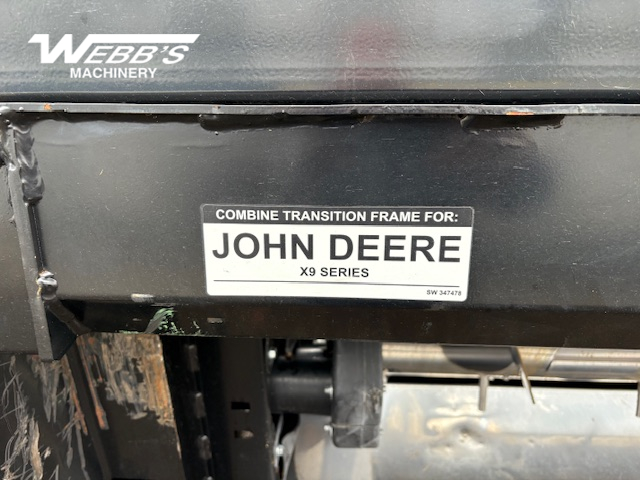 WEBB'S
MACHINERY
COMBINE TRANSITION FRAME FOR:
JOHN DEERE
X9 SERIES
SW 347478